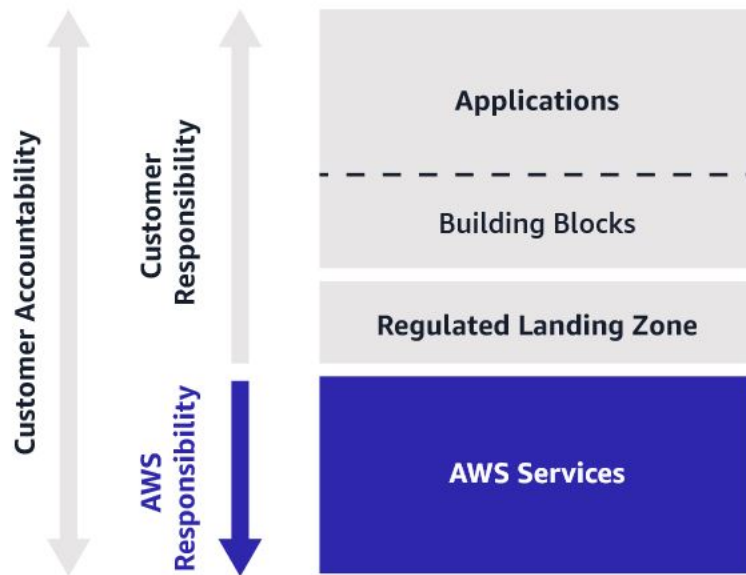 Customer Accountability
Customer
Responsibility
AWS
Responsibility
Applications
Building Blocks
Regulated Landing Zone
AWS Services